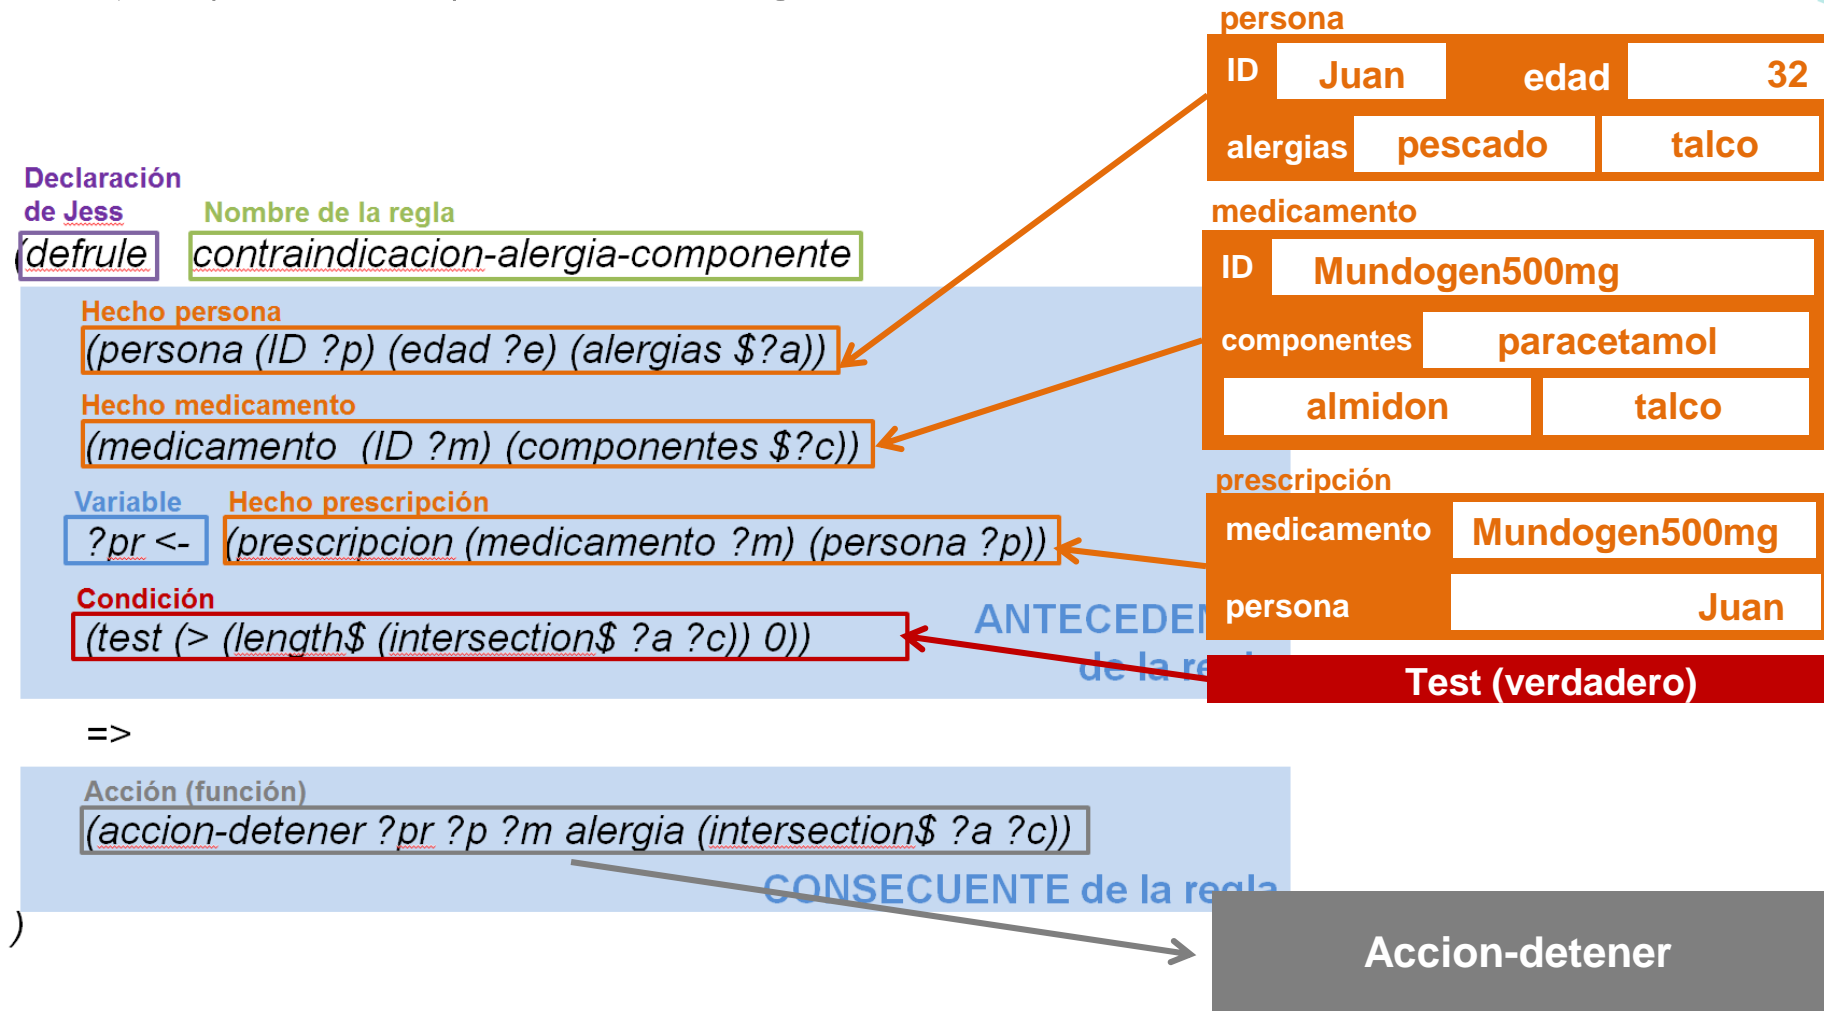 Declaración
de Jess
Nombre de la regla
(defrule contraindicacion-alergia-componente
Hecho persona
(persona (ID ?p) (edad ?e) (alergias $?a))
Hecho medicamento
(medicamento (ID ?m) (componentes $?c))
Variable Hecho prescripción
?pr <- (prescripcion (medicamento ?m) (persona ?p))
Condición
(test (> (length$ (intersection$ ?a ?c)) 0))
de la
=>
Acción (función)
(accion-detener ?pr ?p ?m alergia (intersection$ ?a ?c))
CONSECUENTE de la regla
)
persona
ID Juan edad 32
alergias pescado talco
medicamento
ID Mundogen500mg
componentes paracetamol
almidon talco
prescripción
medicamento Mundogen500mg
persona Juan
Test (verdadero)
Accion-detener